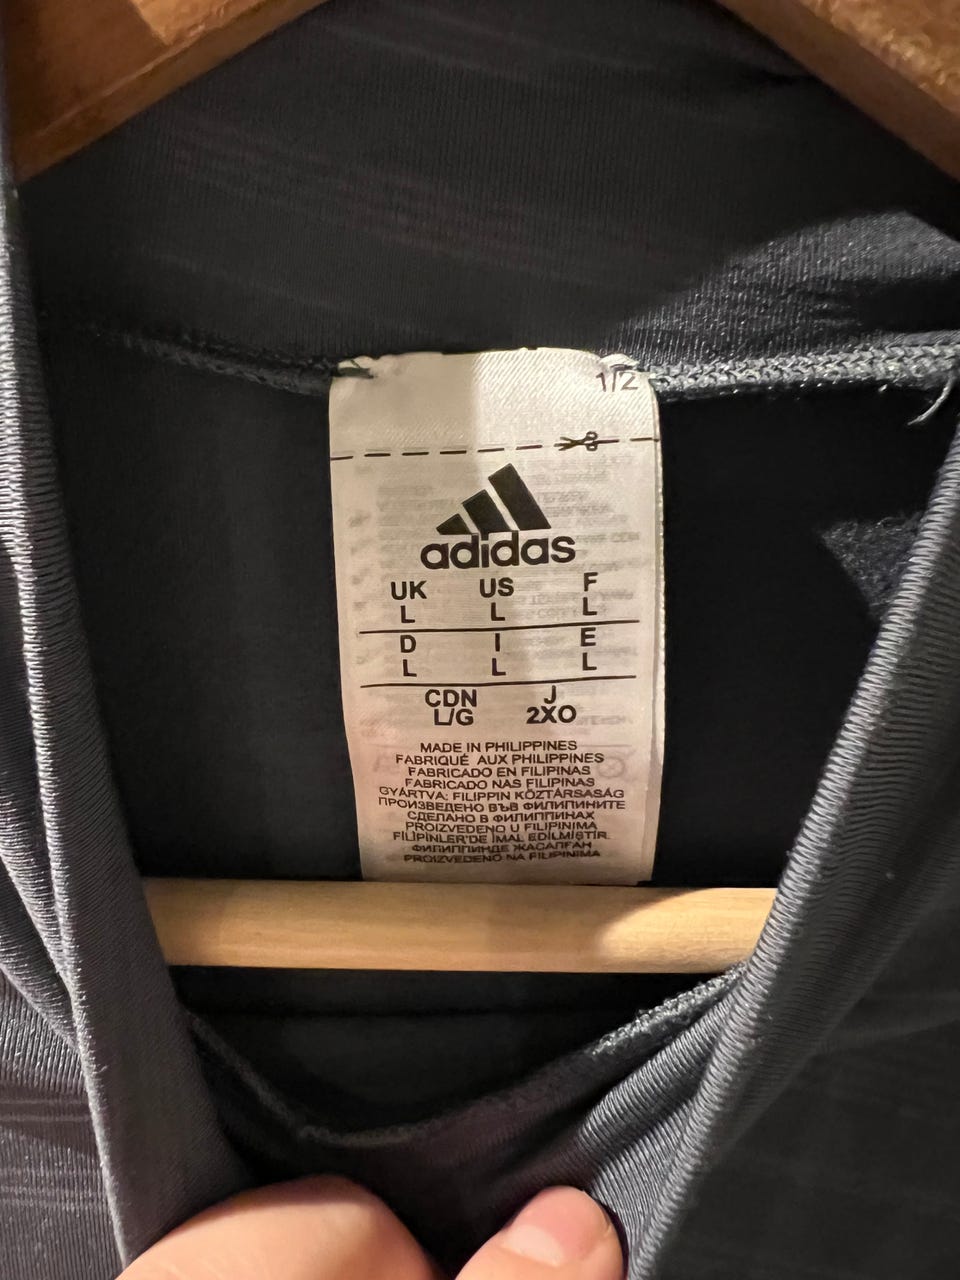 1/2
adidas
UK US F
L L L
D I E
L L L
CDN J
L/G 2XO
MADE IN PHILIPPINES
FABRIQUÉ AUX PHILIPPINES
FABRICADO EN FILIPINAS
FABRICADO NAS FILIPINAS
GYÁRTVA: FILIPPIN KÖZTÁRSASÁG
ПРОИЗВЕДЕНО ВЪВ ФИЛИПИНИТЕ
СДЕЛАНО В ФИЛИППИНАХ
PROIZVEDENO U FILIPINIMA
FİLİPİNLER'DE İMAL EDİLMİŞTİR.
ФИЛИППИНДЕ ЖАСАЛҒАН
PROIZVEDENO NA FILIPINIMA